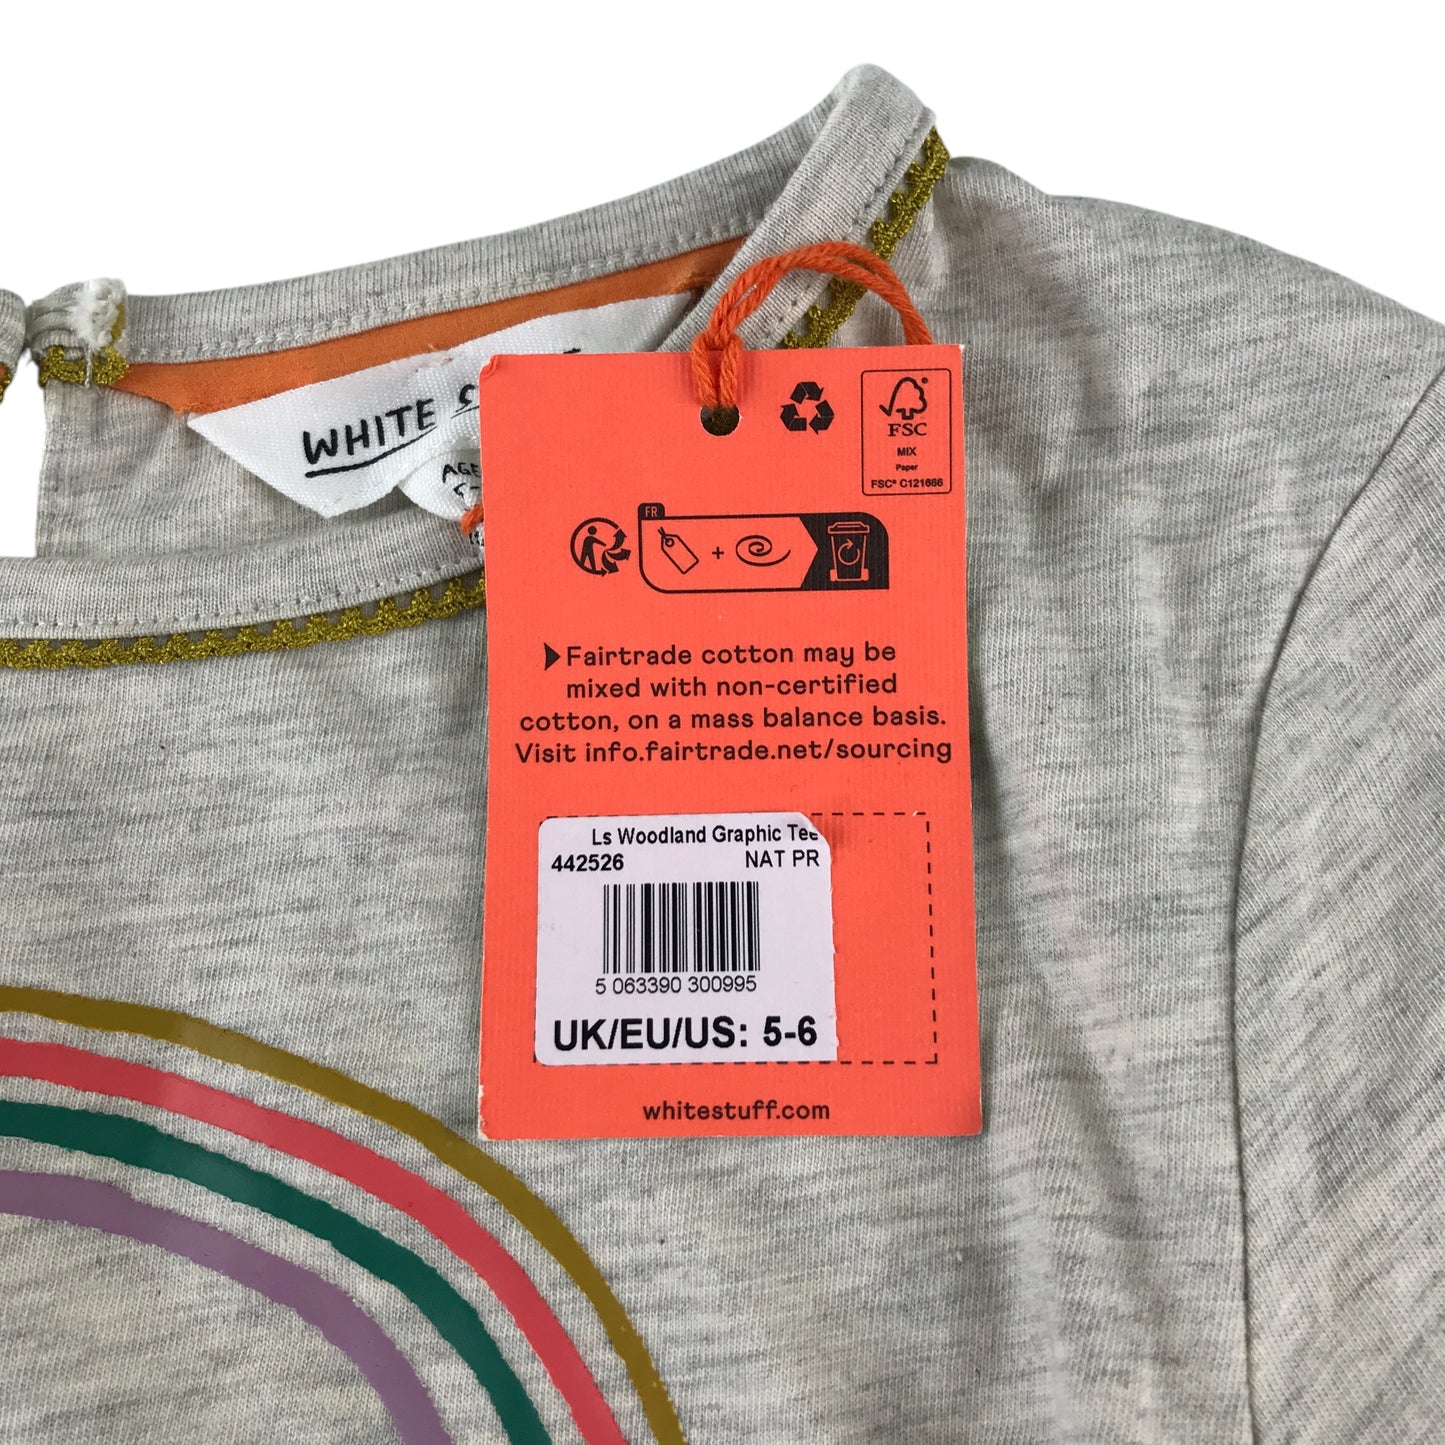 WHITE
AGE
FSC
MIX
Paper
FSC® C121666
FR
+
Fairtrade cotton may be
mixed with non-certified
cotton, on a mass balance basis.
Visit info.fairtrade.net/sourcing
Ls Woodland Graphic Tee
442526 NAT PR
5 063390 300995
UK/EU/US: 5-6
whitestuff.com